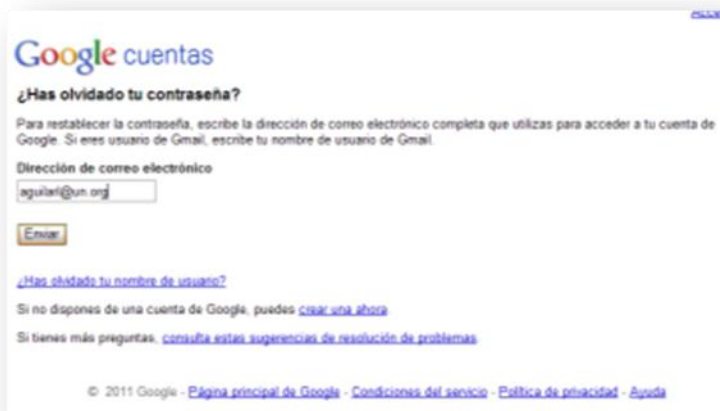 Google cuentas
¿Has olvidado tu contraseña?
Para restablecer la contraseña, escribe la dirección de correo electrónico completa que utilizas para acceder a tu cuenta de
Google. Si eres usuario de Gmail, escribe tu nombre de usuario de Gmail.
Dirección de correo electrónico
Enviar
¿Has olvidado tu nombre de usuario?
Si no dispones de una cuenta de Google, puedes crear una ahora
Si tienes más preguntas, consulta estas sugerencias de resolución de problemas
© 2011 Google - Página principal de Google - Condiciones del servicio - Política de privacidad - Ayuda